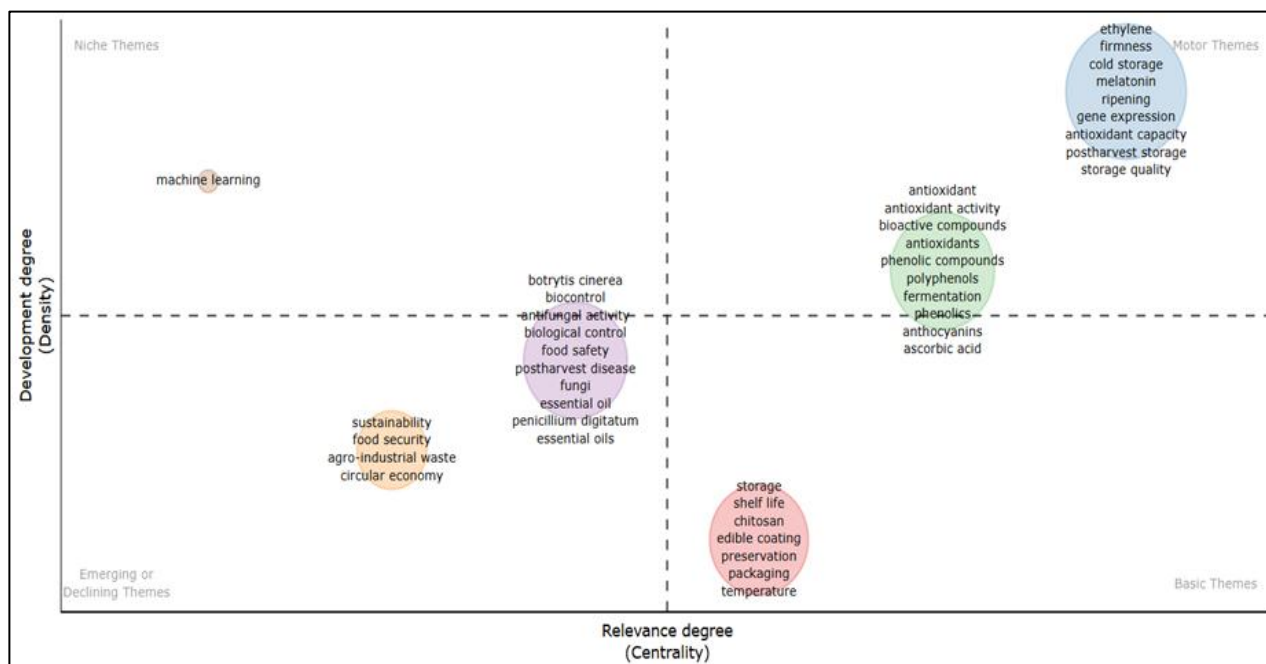 Niche Themes
Motor Themes
ethylene
firmness
cold storage
melatonin
ripening
gene expression
antioxidant capacity
postharvest storage
storage quality
machine learning
antioxidant
antioxidant activity
bioactive compounds
antioxidants
phenolic compounds
polyphenols
fermentation
phenolics
anthocyanins
ascorbic acid
botrytis cinerea
biocontrol
antifungal activity
biological control
food safety
postharvest disease
fungi
essential oil
penicillium digitatum
essential oils
sustainability
food security
agro-industrial waste
circular economy
storage
shelf life
chitosan
edible coating
preservation
packaging
temperature
Emerging or
Declining Themes
Basic Themes
Development degree
(Density)
Relevance degree
(Centrality)